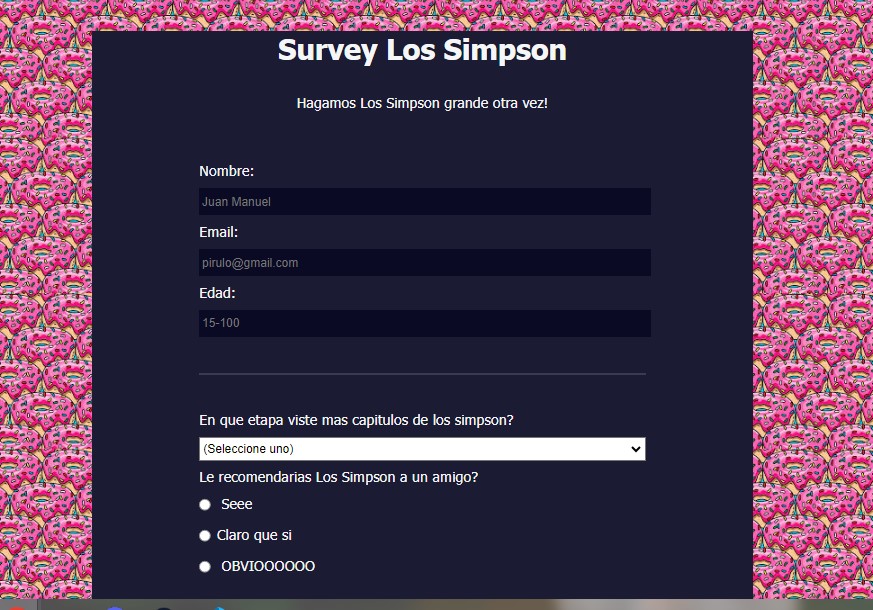 Survey Los Simpson
Hagamos Los Simpson grande otra vez!
Nombre:
Juan Manuel
Email:
pirulo@gmail.com
Edad:
15-100
En que etapa viste mas capitulos de los simpson?
(Seleccione uno)
Le recomendarias Los Simpson a un amigo?
Seee
Claro que si
OBVIOOOOOO